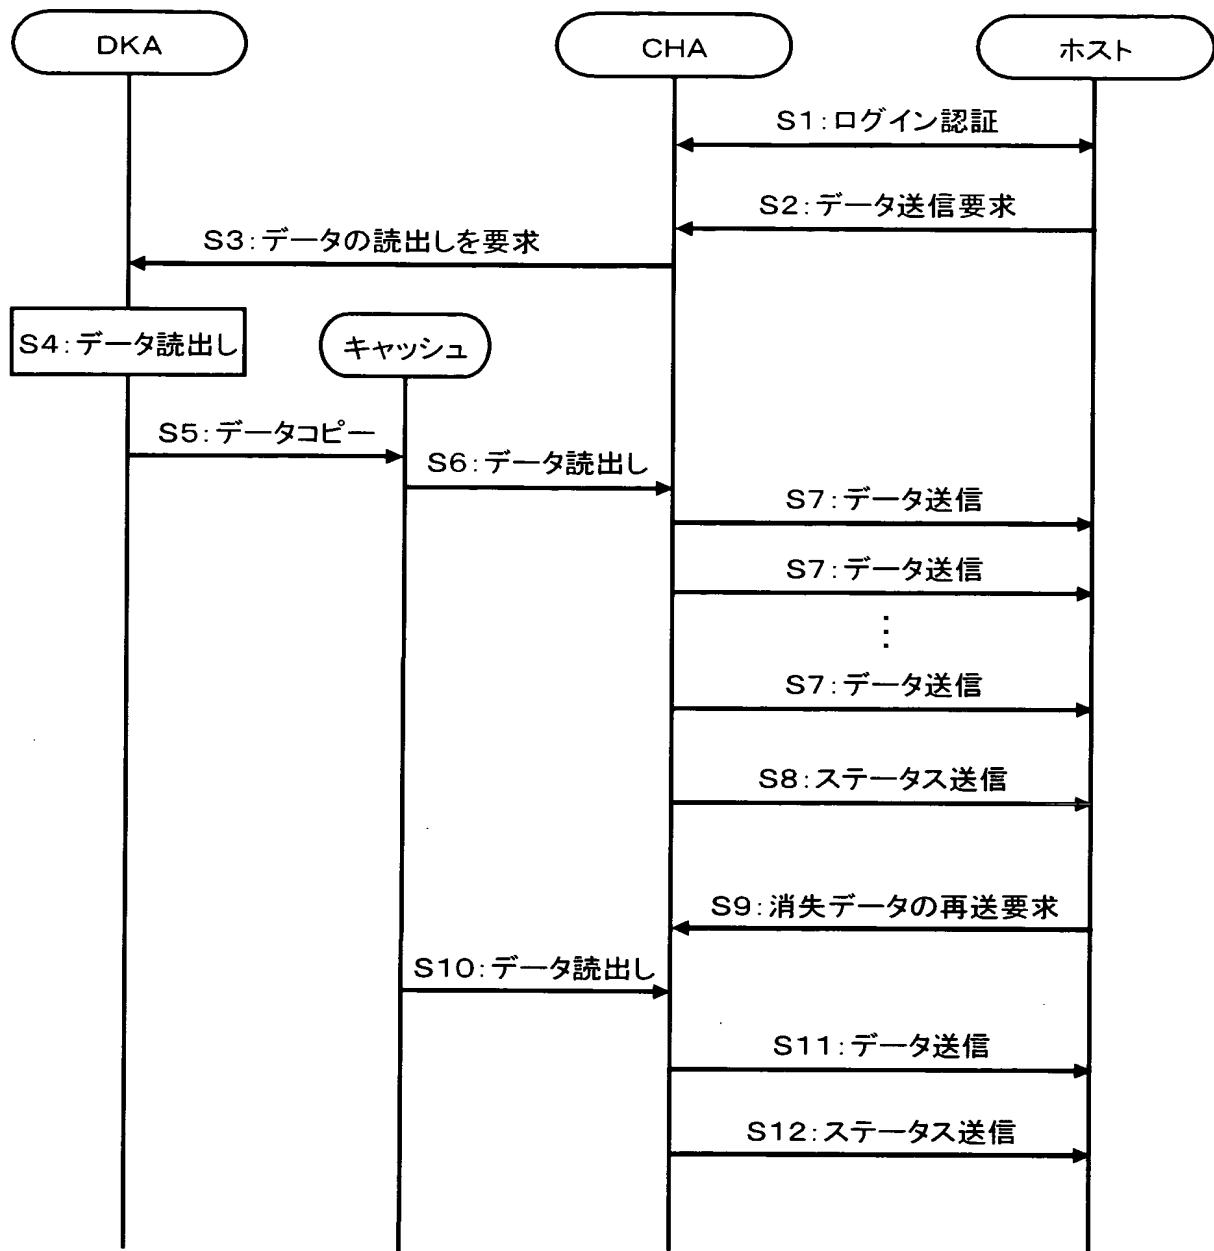 DKA
CHA
ホスト
S1:ログイン認証
S2:データ送信要求
S3:データの読出しを要求
S4:データ読出し
キャッシュ
S5:データコピー
S6:データ読出し
S7:データ送信
S7:データ送信
⋮
S7:データ送信
S8:ステータス送信
S9:消失データの再送要求
S10:データ読出し
S11:データ送信
S12:ステータス送信